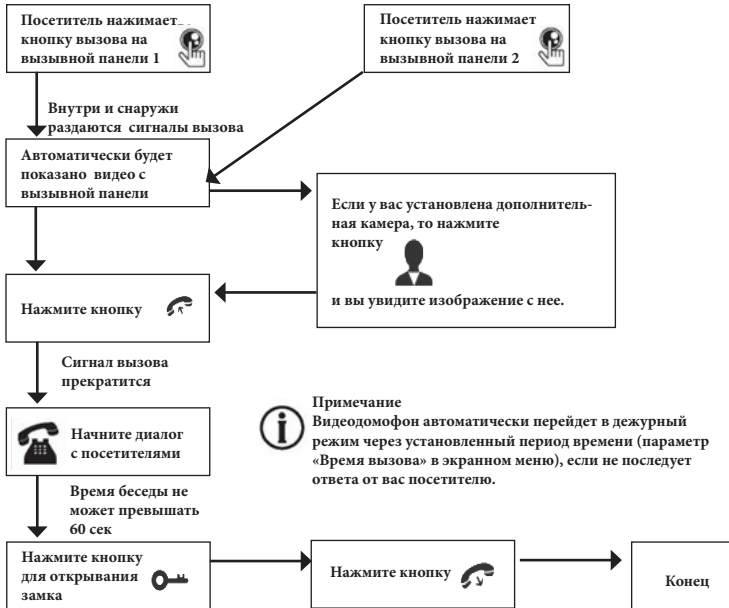 Посетитель нажимает
кнопку вызова на
вызывной панели 1
Посетитель нажимает
кнопку вызова на
вызывной панели 2
Внутри и снаружи
раздаются сигналы вызова
Автоматически будет
показано видео с
вызывной панели
Если у вас установлена дополнитель-
ная камера, то нажмите
кнопку
и вы увидите изображение с нее.
Нажмите кнопку
Сигнал вызова
прекратится
Начните диалог
с посетителями
Примечание
Видеодомофон автоматически перейдет в дежурный
режим через установленный период времени (параметр
«Время вызова» в экранном меню), если не последует
ответа от вас посетителю.
Время беседы не
может превышать
60 сек
Нажмите кнопку
для открывания
замка
Нажмите кнопку
Конец